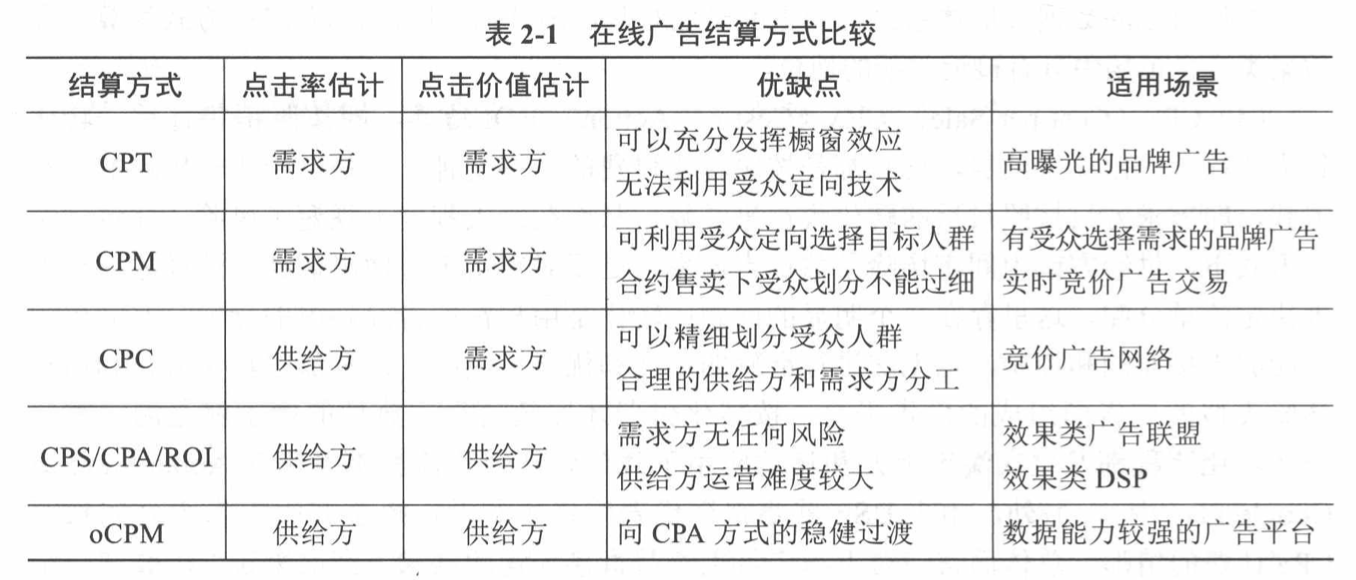 表 2-1 在线广告结算方式比较
结算方式 点击率估计 点击价值估计 优缺点 适用场景
CPT 需求方 需求方 可以充分发挥橱窗效应 高曝光的品牌广告
无法利用受众定向技术
CPM 需求方 需求方 可利用受众定向选择目标人群 有受众选择需求的品牌广告
合约售卖下受众划分不能过细 实时竞价广告交易
CPC 供给方 需求方 可以精细划分受众人群 竞价广告网络
合理的供给方和需求方分工
CPS/CPA/ROI 供给方 供给方 需求方无任何风险 效果类广告联盟
供给方运营难度较大 效果类 DSP
oCPM 供给方 供给方 向 CPA 方式的稳健过渡 数据能力较强的广告平台